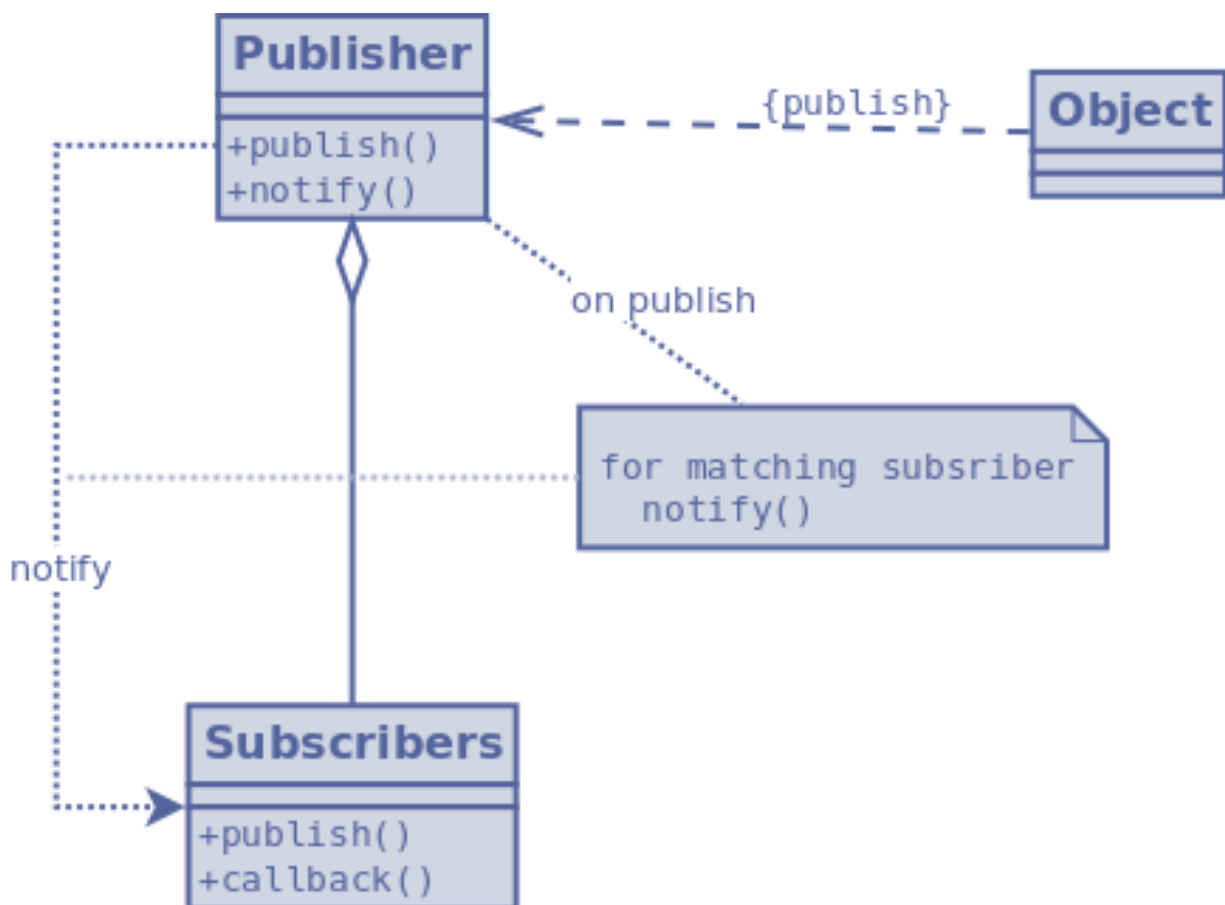 Publisher
+publish()
+notify()
{publish}
Object
on publish
for matching subsriber
notify()
notify
Subscribers
+publish()
+callback()